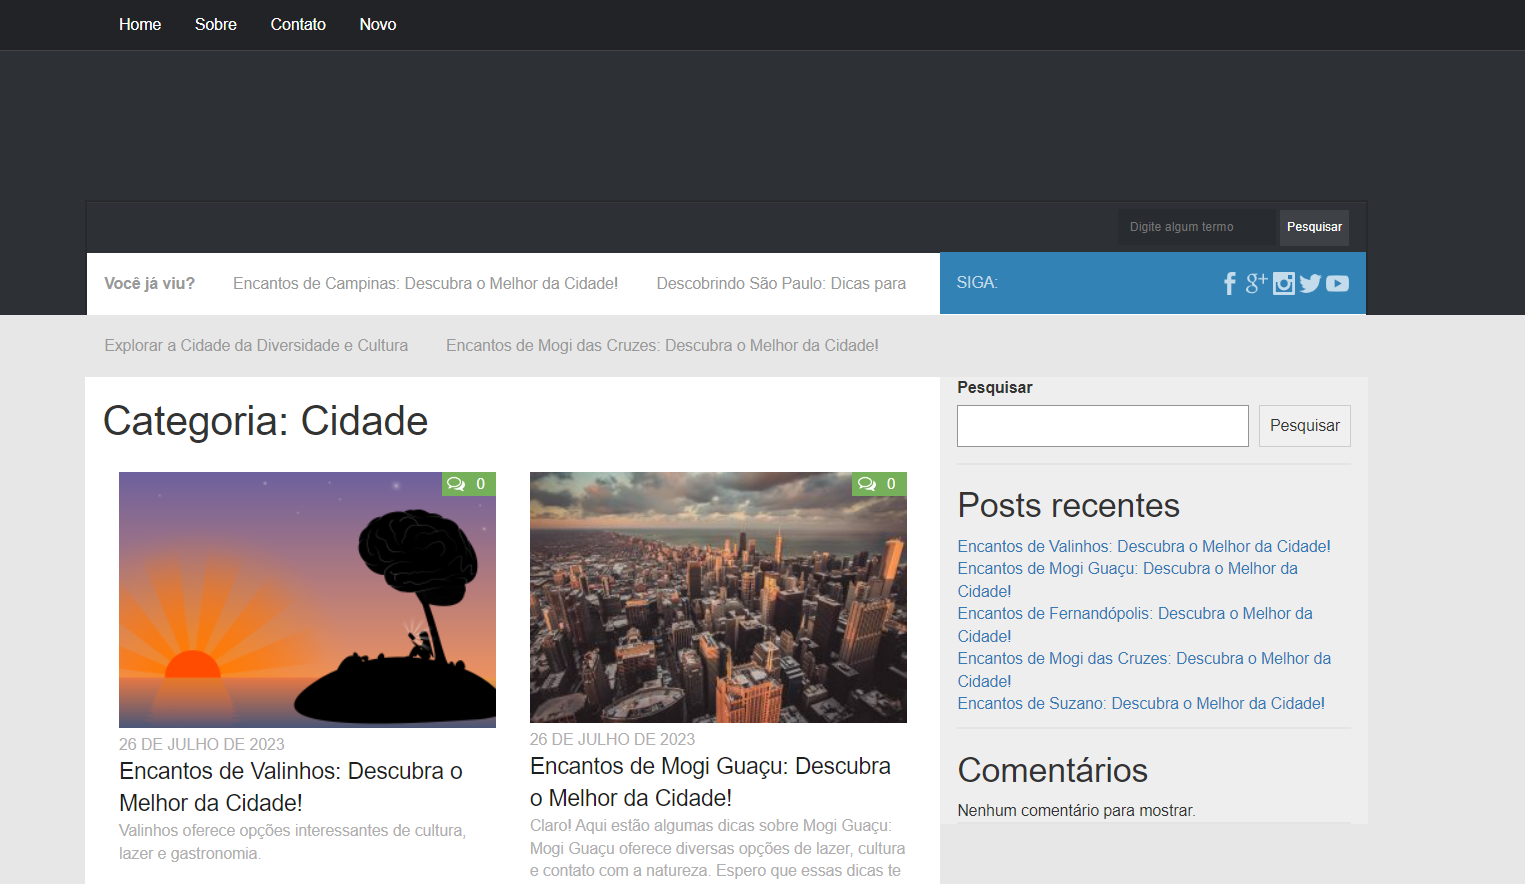 Home Sobre Contato Novo
Digite algum termo Pesquisar
Você já viu? Encantos de Campinas: Descubra o Melhor da Cidade! Descobrindo São Paulo: Dicas para
Explorar a Cidade da Diversidade e Cultura Encantos de Mogi das Cruzes: Descubra o Melhor da Cidade!
SIGA:
Categoria: Cidade
0
26 DE JULHO DE 2023
Encantos de Valinhos: Descubra o
Melhor da Cidade!
Valinhos oferece opções interessantes de cultura,
lazer e gastronomia.
0
26 DE JULHO DE 2023
Encantos de Mogi Guaçu: Descubra
o Melhor da Cidade!
Claro! Aqui estão algumas dicas sobre Mogi Guaçu:
Mogi Guaçu oferece diversas opções de lazer, cultura
e contato com a natureza. Espero que essas dicas te
Pesquisar
Pesquisar
Posts recentes
Encantos de Valinhos: Descubra o Melhor da Cidade!
Encantos de Mogi Guaçu: Descubra o Melhor da
Cidade!
Encantos de Fernandópolis: Descubra o Melhor da
Cidade!
Encantos de Mogi das Cruzes: Descubra o Melhor da
Cidade!
Encantos de Suzano: Descubra o Melhor da Cidade!
Comentários
Nenhum comentário para mostrar.